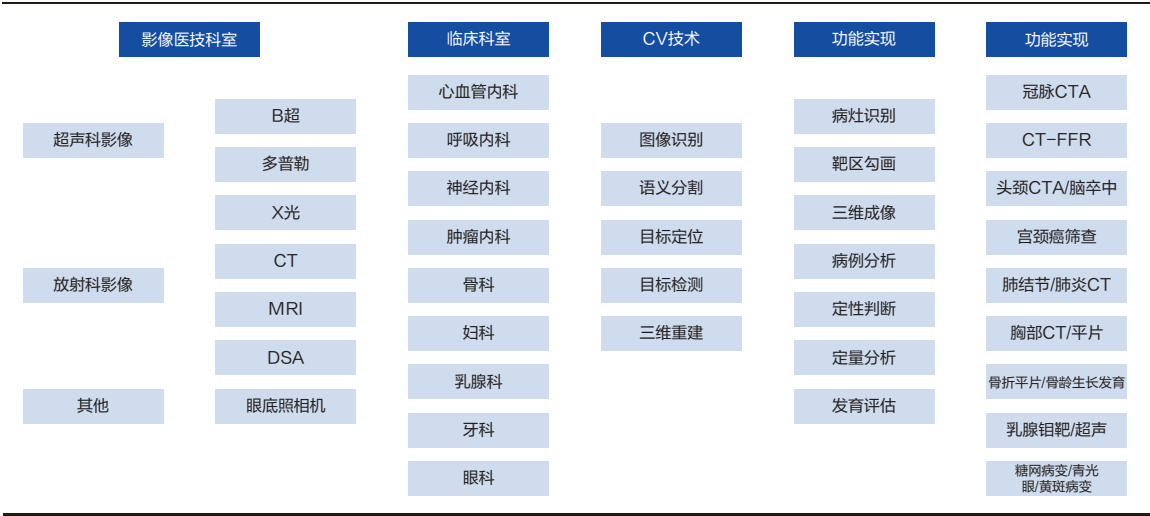 影像医技科室
超声科影像
放射科影像
其他
B超
多普勒
X光
CT
MRI
DSA
眼底照相机
临床科室
心血管内科
呼吸内科
神经内科
肿瘤内科
骨科
妇科
乳腺科
牙科
眼科
CV技术
图像识别
语义分割
目标定位
目标检测
三维重建
功能实现
病灶识别
靶区勾画
三维成像
病例分析
定性判断
定量分析
发育评估
功能实现
冠脉CTA
CT-FFR
头颈CTA/脑卒中
宫颈癌筛查
肺结节/肺炎CT
胸部CT/平片
骨折平片/骨龄生长发育
乳腺钼靶/超声
糖网病变/青光
眼/黄斑病变